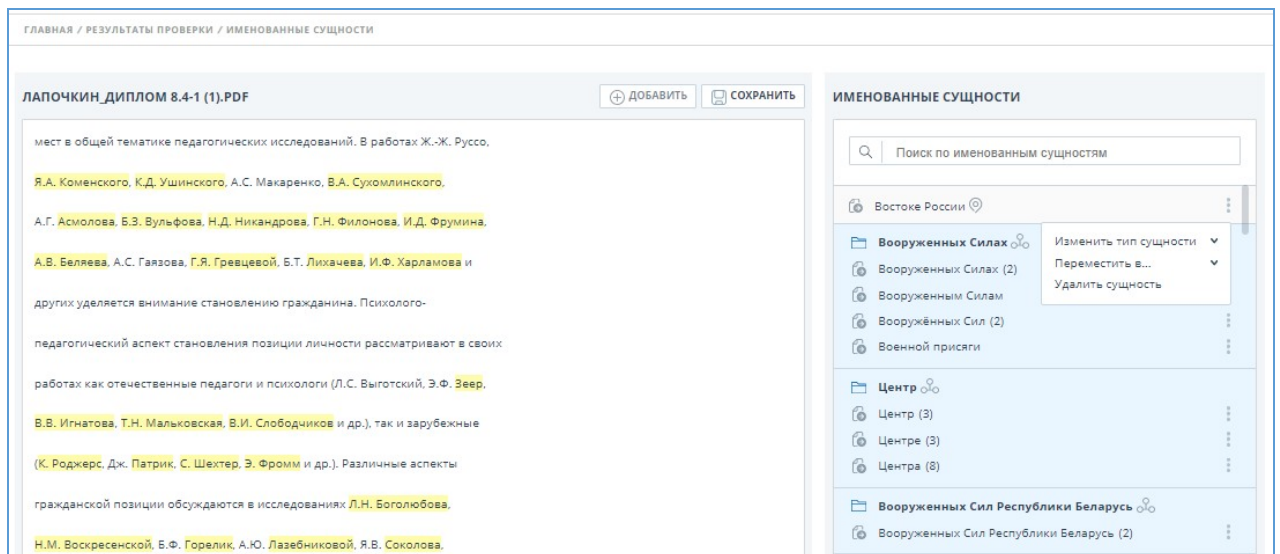 ГЛАВНАЯ / РЕЗУЛЬТАТЫ ПРОВЕРКИ / ИМЕНОВАННЫЕ СУЩНОСТИ
ЛАПОЧКИН_ДИПЛОМ 8.4-1 (1).PDF
ДОБАВИТЬ
СОХРАНИТЬ
мест в общей тематике педагогических исследований. В работах Ж.-Ж. Руссо,
Я.А. Коменского, К.Д. Ушинского, А.С. Макаренко, В.А. Сухомлинского,
А.Г. Асмолова, Б.З. Вульфова, Н.Д. Никандрова, Г.Н. Филонова, И.Д. Фрумина,
А.В. Беляева, А.С. Гаязова, Г.Я. Гревцевой, Б.Т. Лихачева, И.Ф. Харламова и
других уделяется внимание становлению гражданина. Психолого-
педагогический аспект становления позиции личности рассматривают в своих
работах как отечественные педагоги и психологи (Л.С. Выготский, Э.Ф. Зеер,
В.В. Игнатова, Т.Н. Мальковская, В.И. Слободчиков и др.), так и зарубежные
(К. Роджерс, Дж. Патрик, С. Шехтер, Э. Фромм и др.). Различные аспекты
гражданской позиции обсуждаются в исследованиях Л.Н. Боголюбова,
Н.М. Воскресенской, Б.Ф. Горелик, А.Ю. Лазебниковой, Я.В. Соколова,
ИМЕНОВАННЫЕ СУЩНОСТИ
Поиск по именованным сущностям
Востоке России
Вооруженных Силах
Вооруженных Силах (2)
Вооруженным Силам
Вооружённых Сил (2)
Военной присяги
Изменить тип сущности
Переместить в...
Удалить сущность
Центр
Центр (3)
Центре (3)
Центра (8)
Вооруженных Сил Республики Беларусь
Вооруженных Сил Республики Беларусь (2)